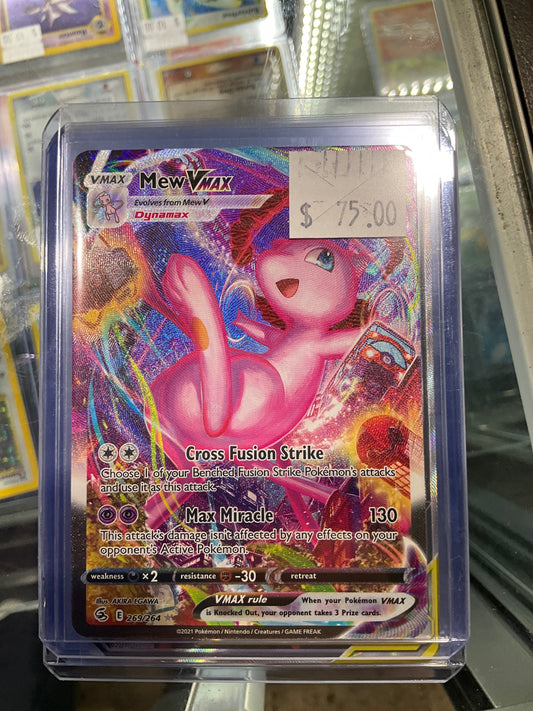 VMAX
Mew VMAX
Evolves from Mew V
Dynamax
$ 75.00
Cross Fusion Strike
Choose 1 of your Benched Fusion Strike Pokémon's attacks
and use it as this attack.
Max Miracle 130
This attack's damage isn't affected by any effects on your
opponent's Active Pokémon.
weakness ×2 resistance -30 retreat
Illus. AKIRA EGAWA
E 269/264
VMAX rule
When your Pokémon VMAX
is Knocked Out, your opponent takes 3 Prize cards.
©2021 Pokémon / Nintendo / Creatures / GAME FREAK